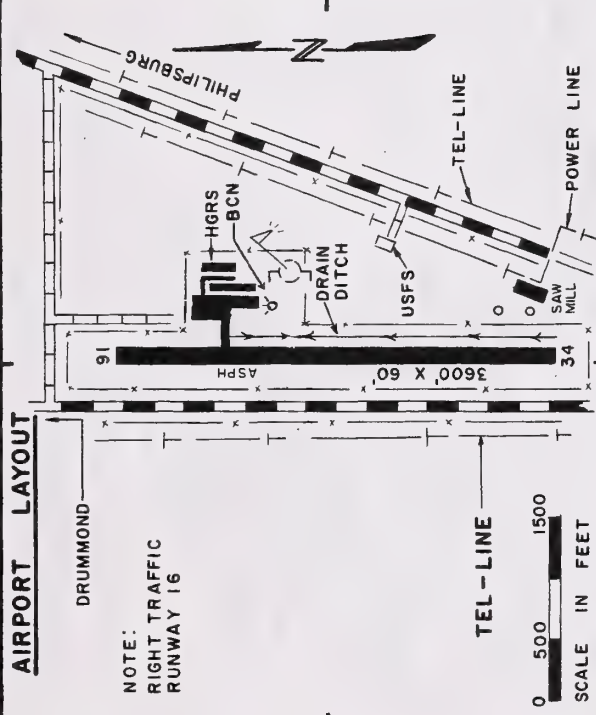 AIRPORT LAYOUT
DRUMMOND
NOTE:
RIGHT TRAFFIC
RUNWAY 16
PHILIPSBURG
N
HGRS
BCN
16
ASPH
DRAIN
DITCH
3600' X 60'
34
USFS
TEL-LINE
SAW
MILL
POWER LINE
TEL-LINE
0 500 1500
SCALE IN FEET